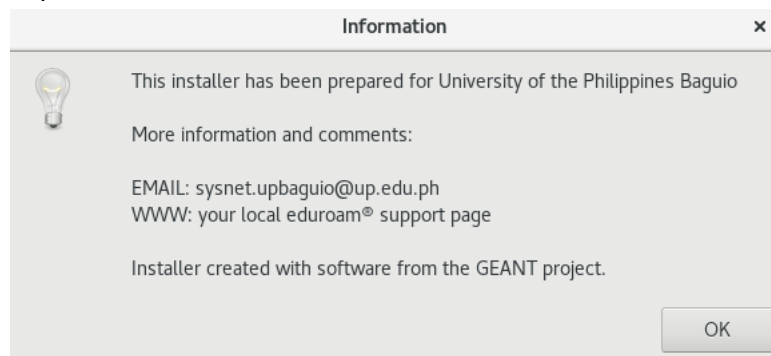 Information
This installer has been prepared for University of the Philippines Baguio
More information and comments:
EMAIL: sysnet.upbaguio@up.edu.ph
WWW: your local eduroam® support page
Installer created with software from the GEANT project.
OK